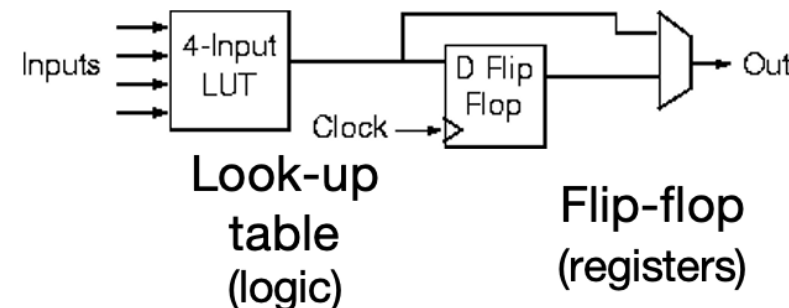 Inputs
4-Input
LUT
Clock
D Flip
Flop
Out
Look-up
table
(logic)
Flip-flop
(registers)